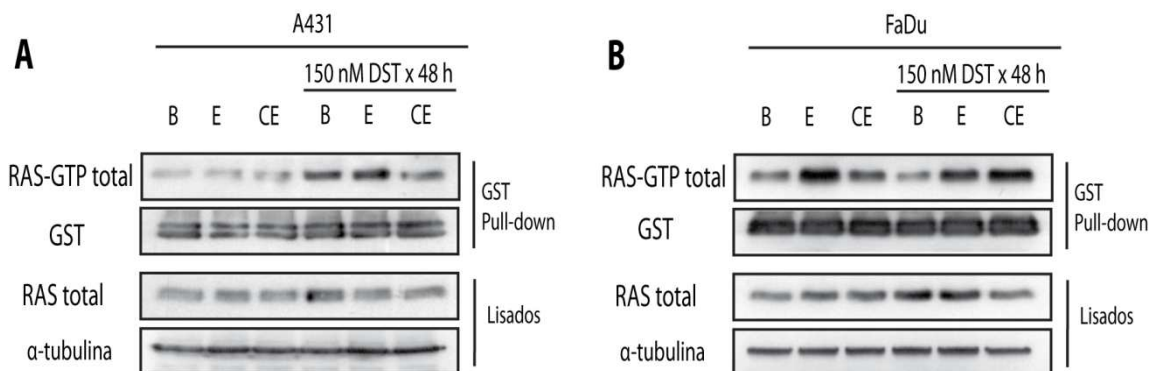 A
A431
150 nM DST x 48 h
B E CE B E CE
RAS-GTP total
GST
GST
Pull-down
RAS total
α-tubulina
Lisados
B
FaDu
150 nM DST x 48 h
B E CE B E CE
RAS-GTP total
GST
GST
Pull-down
RAS total
α-tubulina
Lisados